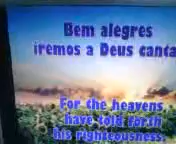 Bem alegres
iremos a Deus canta
For the heavens
have told forth
his righteousness.